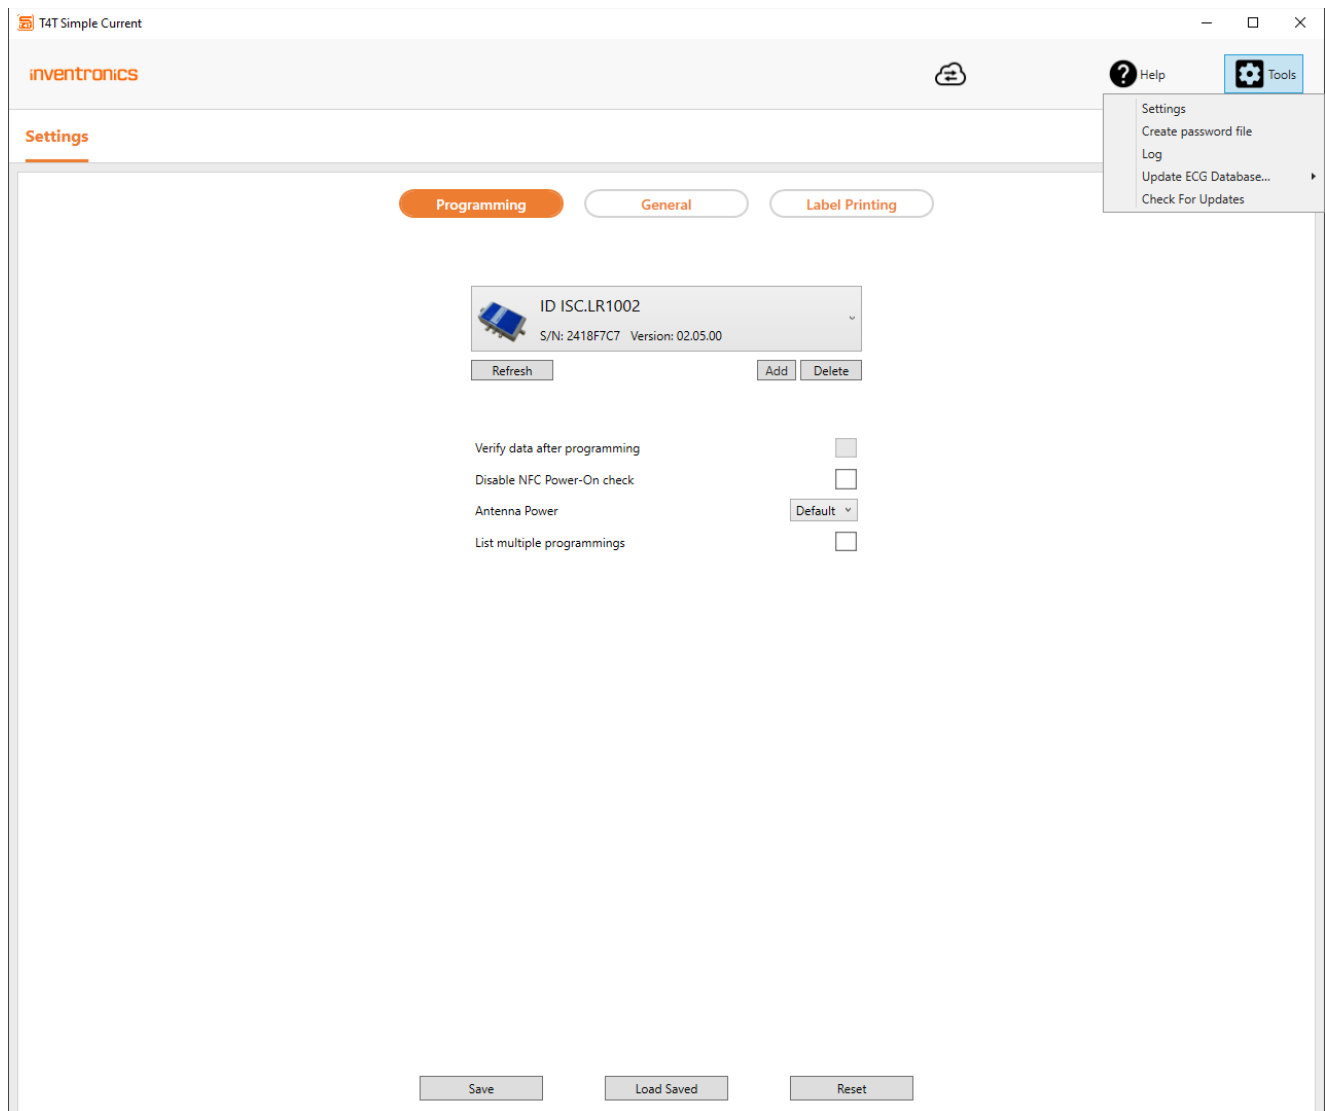 T4T Simple Current
inventronics
Help
Tools
Settings
Settings
Create password file
Log
Update ECG Database...
Check For Updates
Programming
General
Label Printing
ID ISC.LR1002
S/N: 2418F7C7 Version: 02.05.00
Refresh
Add
Delete
Verify data after programming
Disable NFC Power-On check
Antenna Power
Default
List multiple programmings
Save
Load Saved
Reset